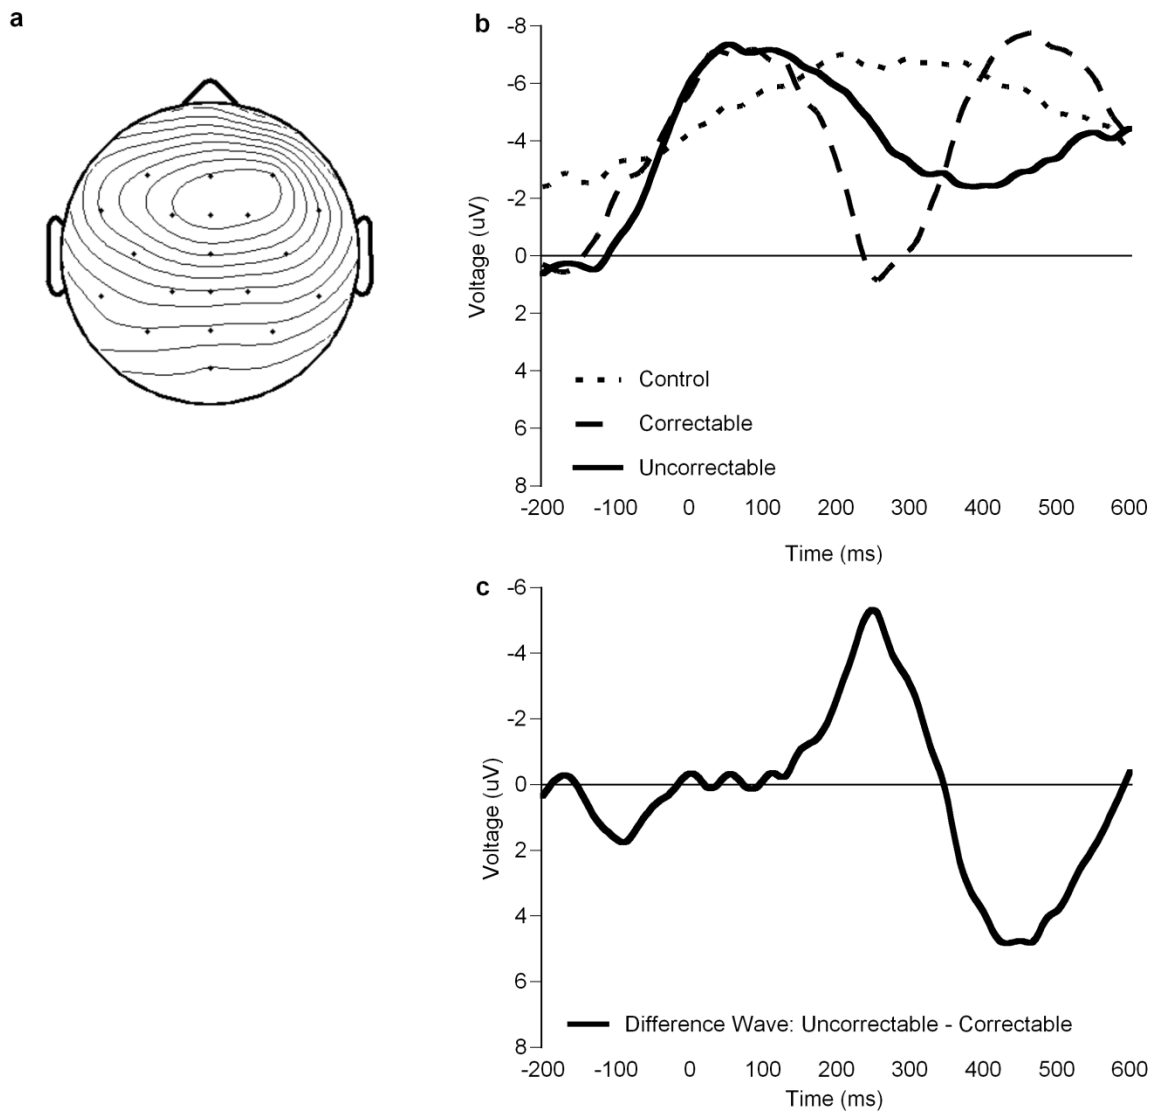 a
b
-8
-6
-4
-2
0
2
4
6
8
Voltage (uV)
Control
Correctable
Uncorrectable
-200 -100 0 100 200 300 400 500 600
Time (ms)
c
-6
-4
-2
0
2
4
6
8
Voltage (uV)
Difference Wave: Uncorrectable - Correctable
-200 -100 0 100 200 300 400 500 600
Time (ms)